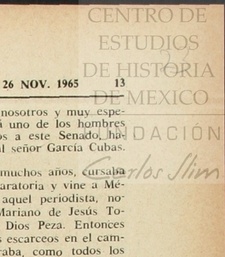 CENTRO DE
ESTUDIOS
DE HISTORIA
DE MEXICO
FUNDACIÓN
Carlos Slim
26 NOV. 1965 13
nosotros y muy espe-
uno de los hombres
os a este Senado, ha-
al señor García Cubas.
muchos años, cursaba
aratoria y vine a Mé-
aquel periodista, no-
Mariano de Jesús To-
Dios Peza. Entonces
s escarceos en el cam-
raba, como todos los